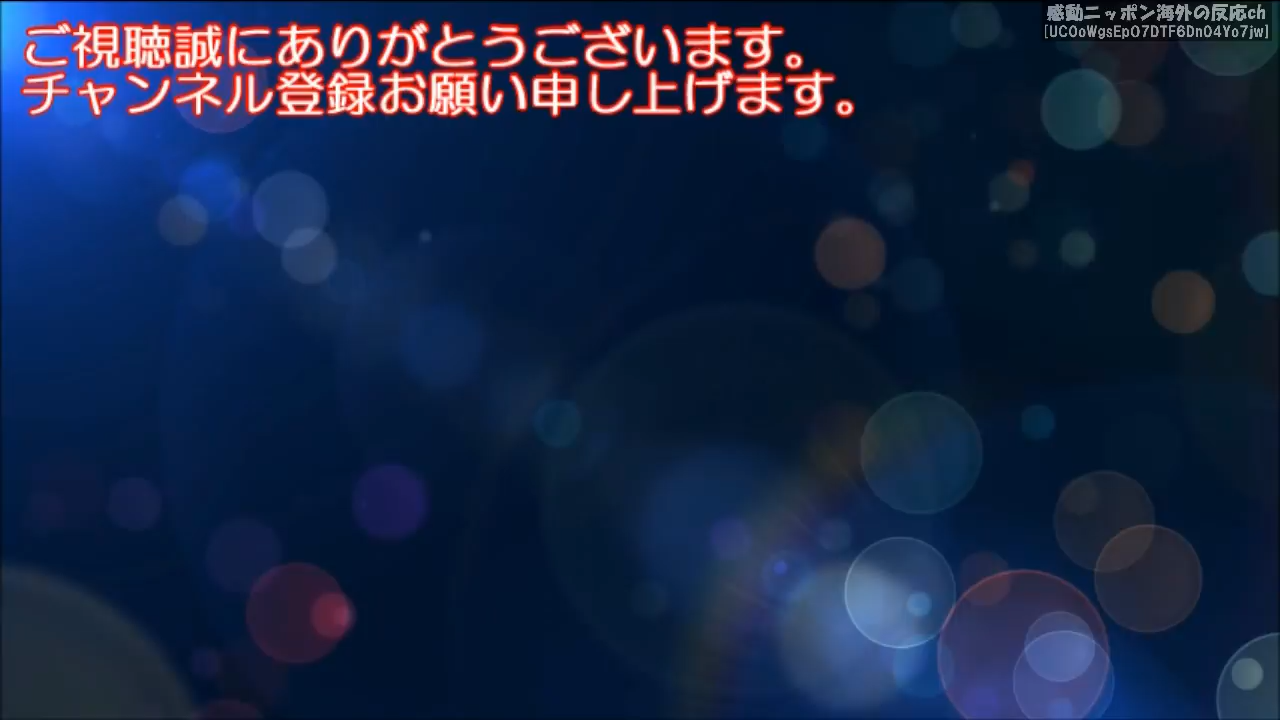 感動ニッポン海外の反応ch
[UCOoWgsEpO7DTF6DnO4Yo7jw]
ご視聴誠にありがとうございます。
チャンネル登録お願い申し上げます。